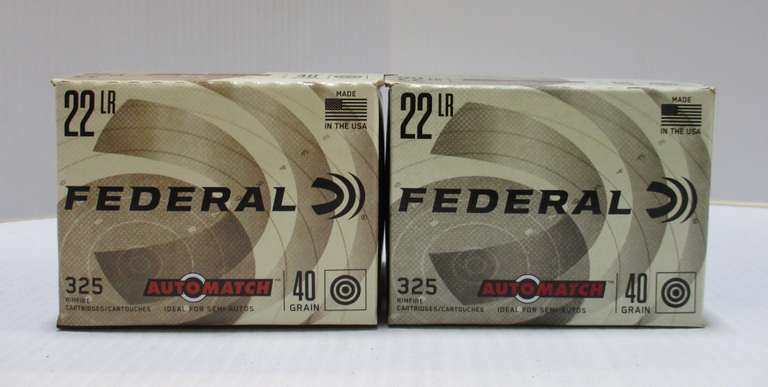 22 LR
MADE
IN THE USA
FEDERAL
325
RIMFIRE
CARTRIDGES/CARTOUCHES
AUTOMATCH
IDEAL FOR SEMI-AUTOS
40
GRAIN
22 LR
MADE
IN THE USA
FEDERAL
325
RIMFIRE
CARTRIDGES/CARTOUCHES
AUTOMATCH
IDEAL FOR SEMI-AUTOS
40
GRAIN